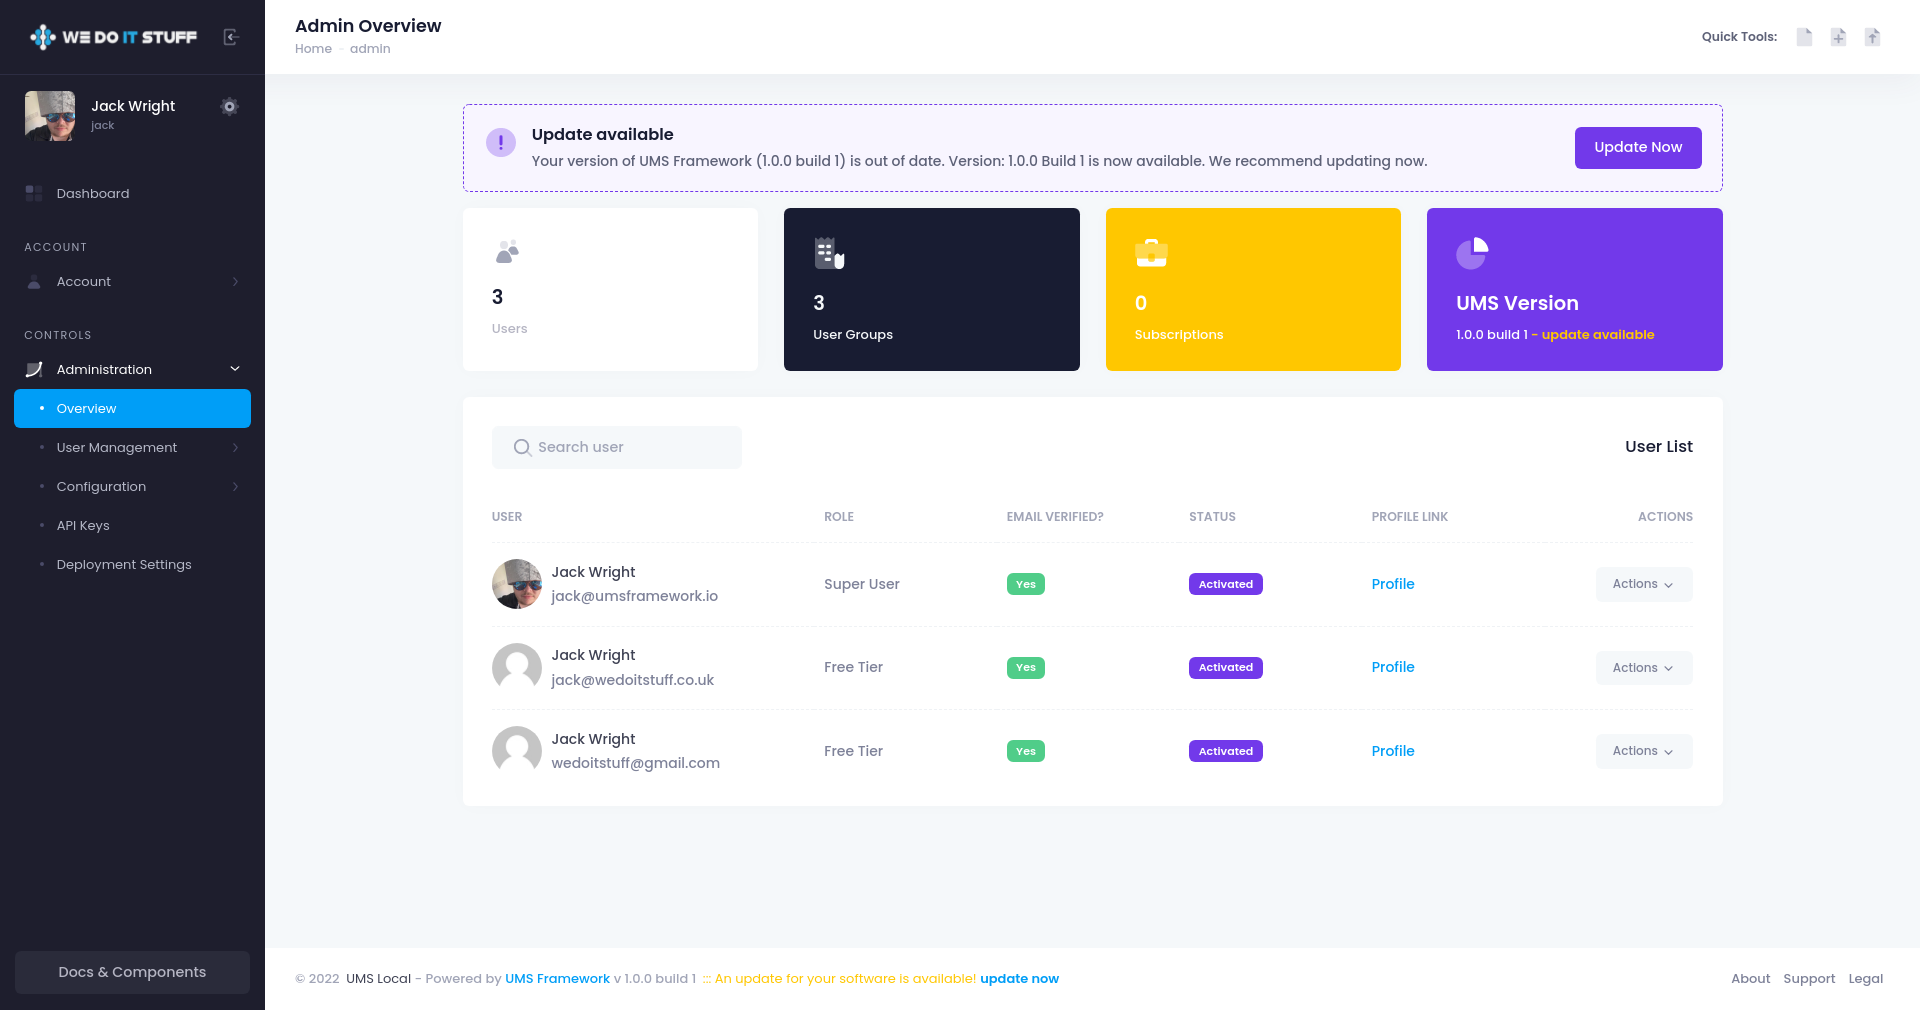 WE DO IT STUFF
Jack Wright
jack
Dashboard
ACCOUNT
Account
CONTROLS
Administration
Overview
User Management
Configuration
API Keys
Deployment Settings
Docs & Components
Admin Overview
Home - admin
Quick Tools:
Update available
Your version of UMS Framework (1.0.0 build 1) is out of date. Version: 1.0.0 Build 1 is now available. We recommend updating now.
Update Now
3
Users
3
User Groups
0
Subscriptions
UMS Version
1.0.0 build 1 - update available
Search user
User List
USER ROLE EMAIL VERIFIED? STATUS PROFILE LINK ACTIONS
Jack Wright
jack@umsframework.io
Super User Yes Activated Profile Actions
Jack Wright
jack@wedoitstuff.co.uk
Free Tier Yes Activated Profile Actions
Jack Wright
wedoitstuff@gmail.com
Free Tier Yes Activated Profile Actions
© 2022 UMS Local - Powered by UMS Framework v 1.0.0 build 1 ::: An update for your software is available! update now
About Support Legal